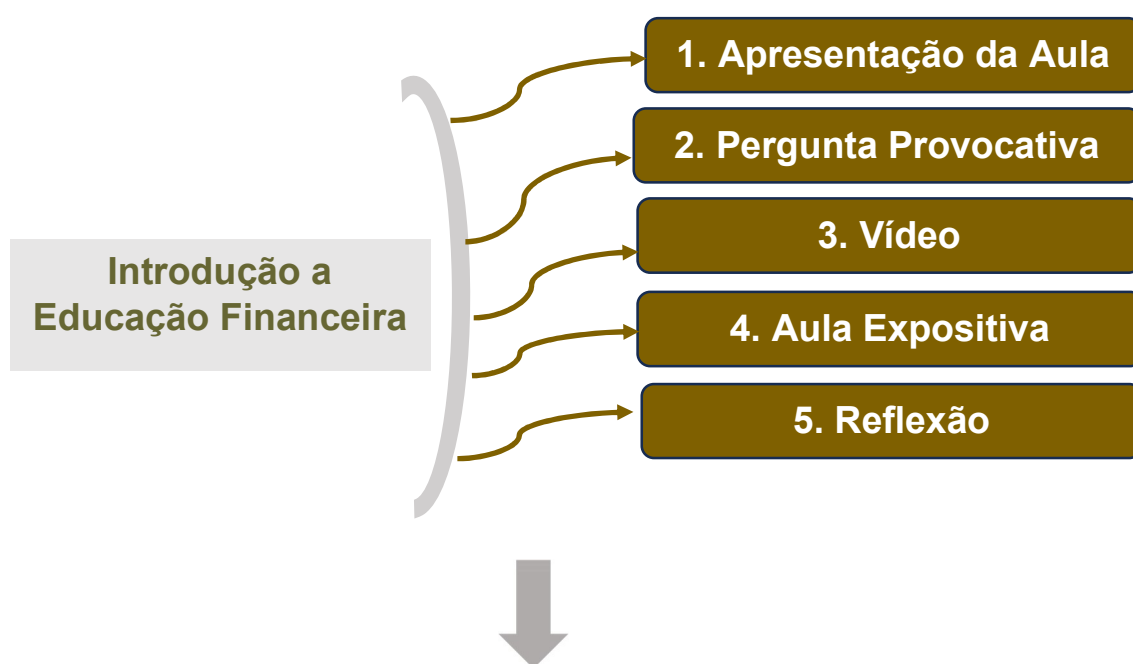 1. Apresentação da Aula
2. Pergunta Provocativa
3. Vídeo
Introdução a
Educação Financeira
4. Aula Expositiva
5. Reflexão